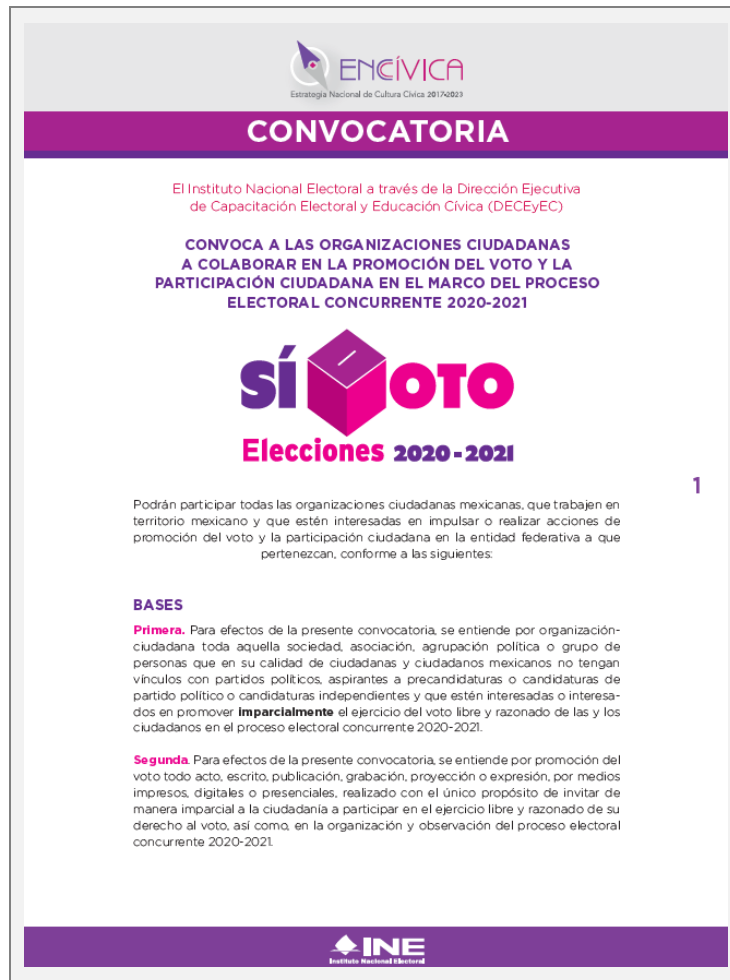 ENCÍVICA
Estrategia Nacional de Cultura Cívica 2017-2023
CONVOCATORIA
El Instituto Nacional Electoral a través de la Dirección Ejecutiva
de Capacitación Electoral y Educación Cívica (DECEyEC)
CONVOCA A LAS ORGANIZACIONES CIUDADANAS
A COLABORAR EN LA PROMOCIÓN DEL VOTO Y LA
PARTICIPACIÓN CIUDADANA EN EL MARCO DEL PROCESO
ELECTORAL CONCURRENTE 2020-2021
SÍ VOTO
Elecciones 2020-2021
1
Podrán participar todas las organizaciones ciudadanas mexicanas, que trabajen en
territorio mexicano y que estén interesadas en impulsar o realizar acciones de
promoción del voto y la participación ciudadana en la entidad federativa a que
pertenezcan, conforme a las siguientes:
BASES
Primera. Para efectos de la presente convocatoria, se entiende por organización-
ciudadana toda aquella sociedad, asociación, agrupación política o grupo de
personas que en su calidad de ciudadanas y ciudadanos mexicanos no tengan
vínculos con partidos políticos, aspirantes a precandidaturas o candidaturas de
partido político o candidaturas independientes y que estén interesadas o interesa-
dos en promover imparcialmente el ejercicio del voto libre y razonado de las y los
ciudadanos en el proceso electoral concurrente 2020-2021.
Segunda. Para efectos de la presente convocatoria, se entiende por promoción del
voto todo acto, escrito, publicación, grabación, proyección o expresión, por medios
impresos, digitales o presenciales, realizado con el único propósito de invitar de
manera imparcial a la ciudadanía a participar en el ejercicio libre y razonado de su
derecho al voto, así como, en la organización y observación del proceso electoral
concurrente 2020-2021.
INE
Instituto Nacional Electoral